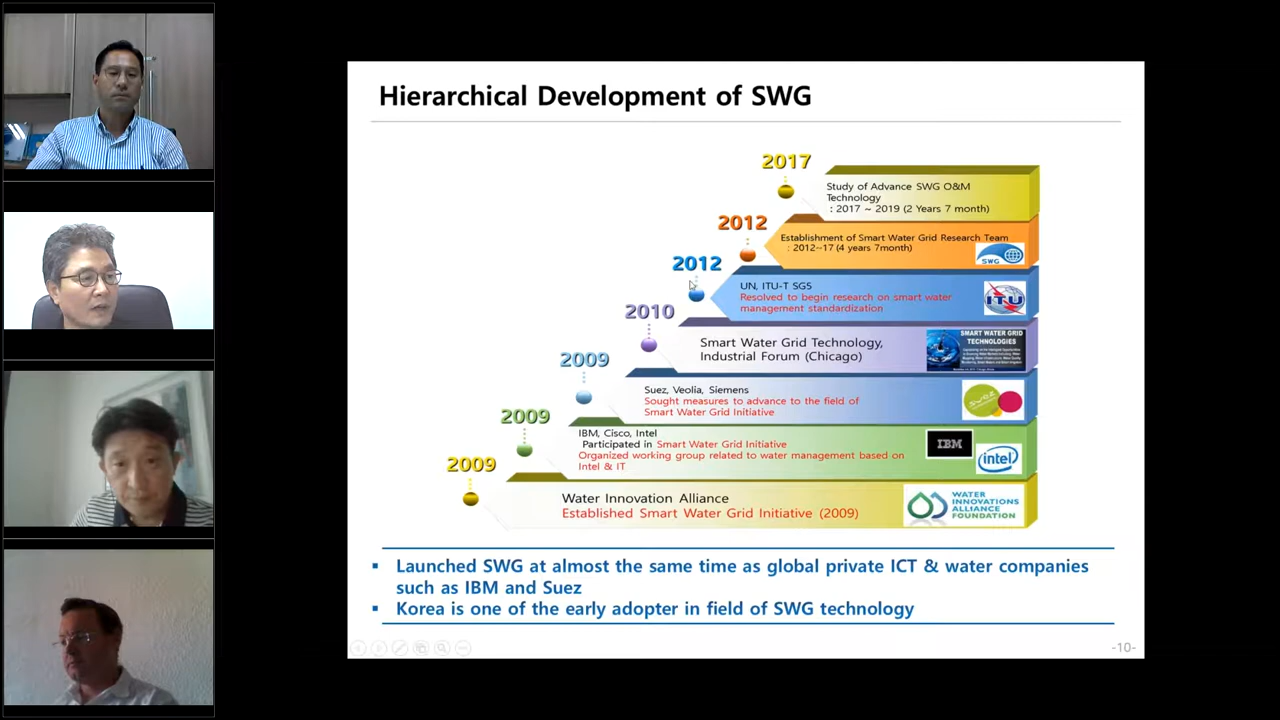 Hierarchical Development of SWG
2017
Study of Advance SWG O&M
Technology
: 2017 ~ 2019 (2 Years 7 month)
2012
Establishment of Smart Water Grid Research Team
: 2012~17 (4 years 7month)
SWG
2012
UN, ITU-T SG5
Resolved to begin research on smart water
management standardization
ITU
2010
Smart Water Grid Technology,
Industrial Forum (Chicago)
SMART WATER GRID
TECHNOLOGIES
2009
Suez, Veolia, Siemens
Sought measures to advance to the field of
Smart Water Grid Initiative
suez
2009
IBM, Cisco, Intel
Participated in Smart Water Grid Initiative
Organized working group related to water management based on
Intel & IT
IBM
intel
2009
Water Innovation Alliance
Established Smart Water Grid Initiative (2009)
WATER
INNOVATIONS
ALLIANCE
FOUNDATION
▪ Launched SWG at almost the same time as global private ICT & water companies
such as IBM and Suez
▪ Korea is one of the early adopter in field of SWG technology
-10-